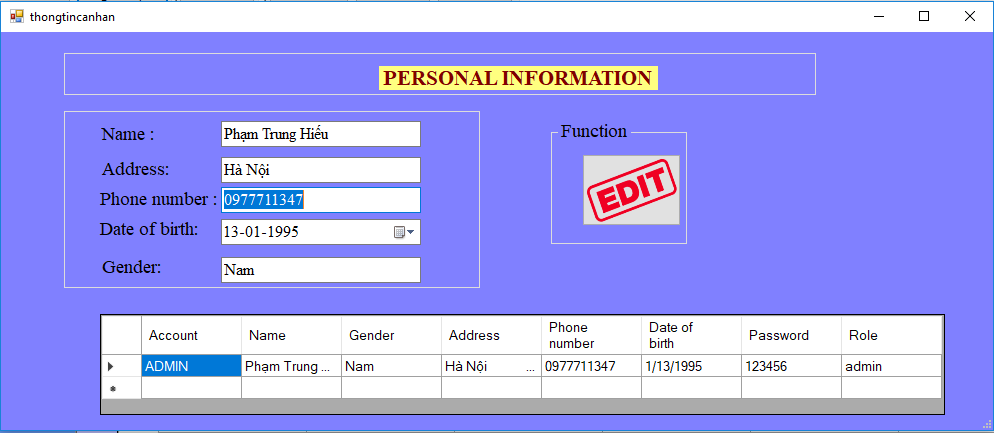 thongtincanhan
PERSONAL INFORMATION
Name :
Phạm Trung Hiếu
Address:
Hà Nội
Phone number :
0977711347
Date of birth:
13-01-1995
Gender:
Nam
Function
EDIT
Account Name Gender Address Phone number Date of birth Password Role
ADMIN Phạm Trung ... Nam Hà Nội ... 0977711347 1/13/1995 123456 admin